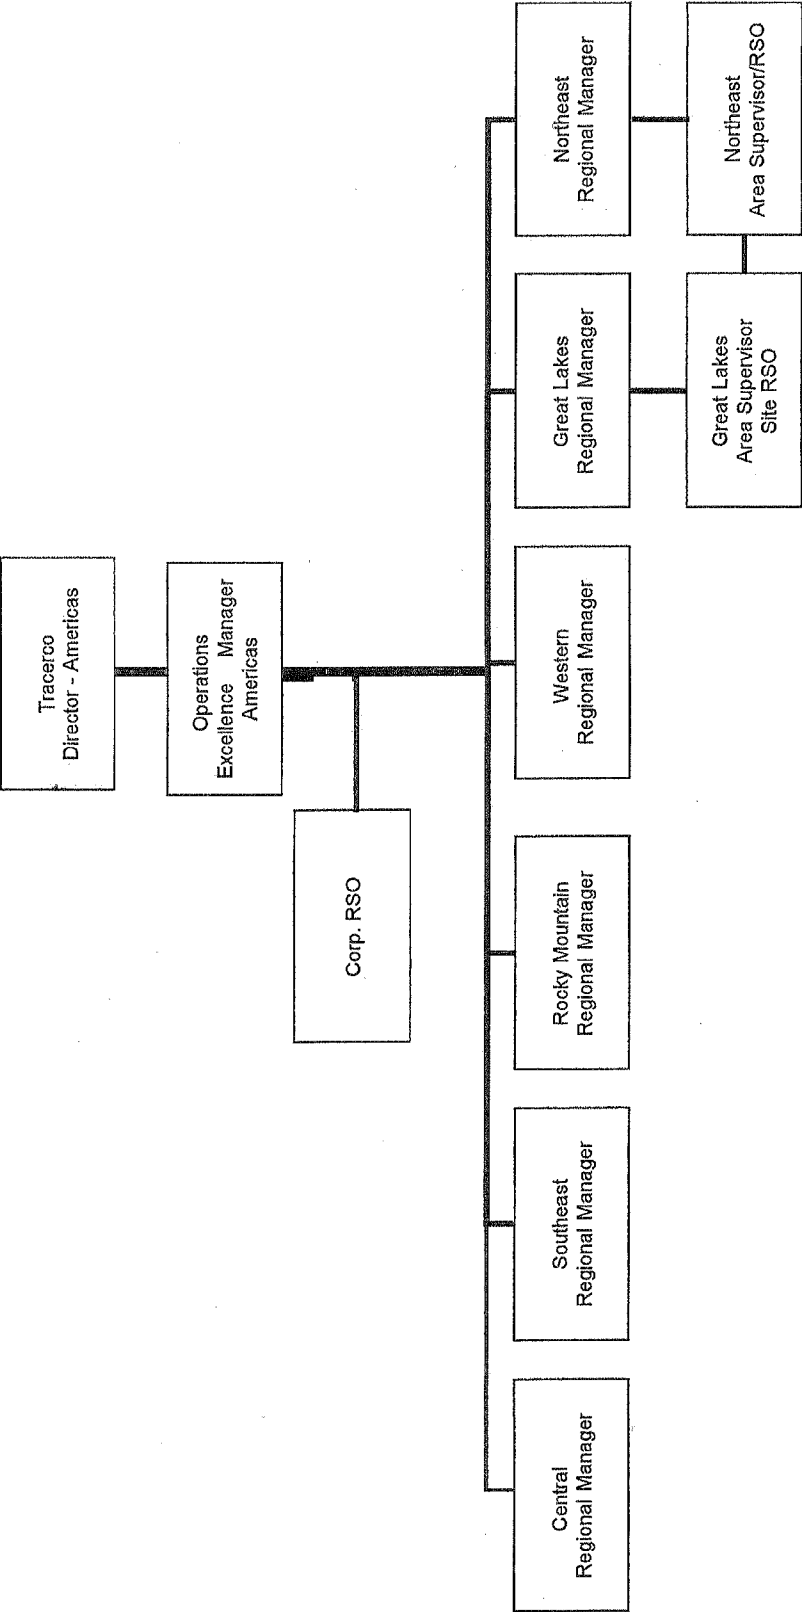 Tracerco
Director - Americas
Operations
Excellence Manager
Americas
Corp. RSO
Central
Regional Manager
Southeast
Regional Manager
Rocky Mountain
Regional Manager
Western
Regional Manager
Great Lakes
Regional Manager
Northeast
Regional Manager
Great Lakes
Area Supervisor
Site RSO
Northeast
Area Supervisor/RSO